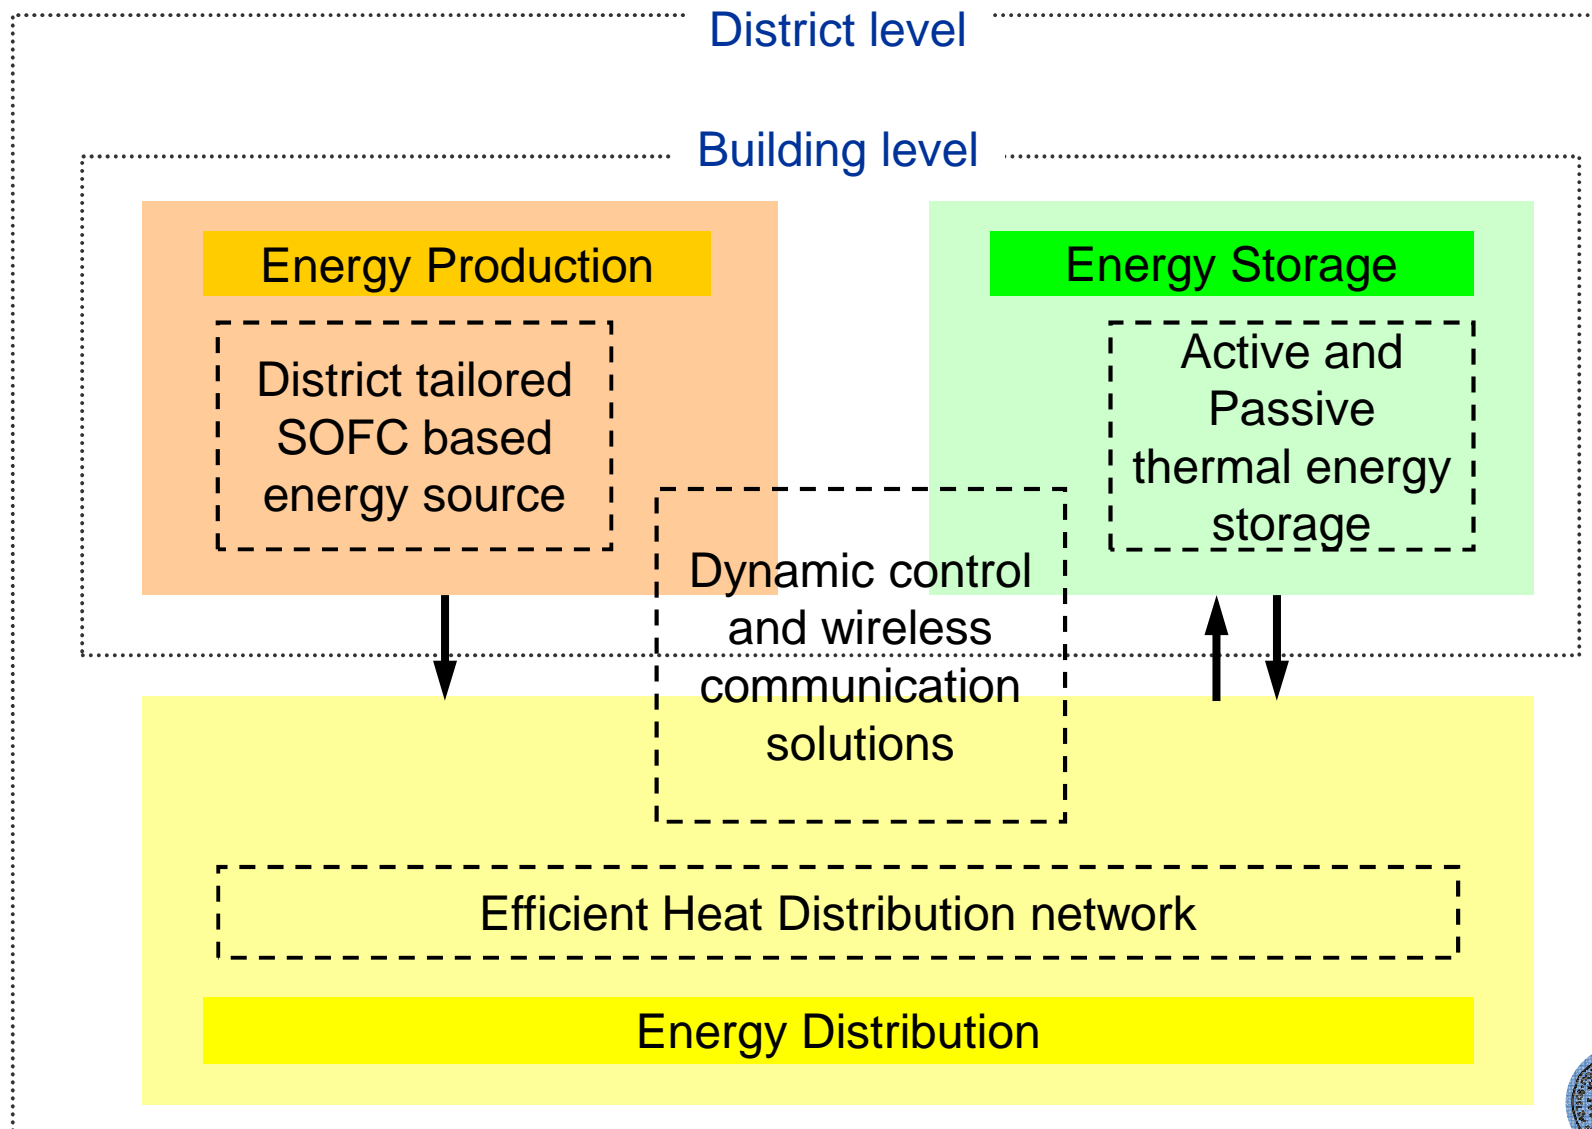 District level
Building level
Energy Production
Energy Storage
District tailored
SOFC based
energy source
Active and
Passive
thermal energy
storage
Dynamic control
and wireless
communication
solutions
Efficient Heat Distribution network
Energy Distribution